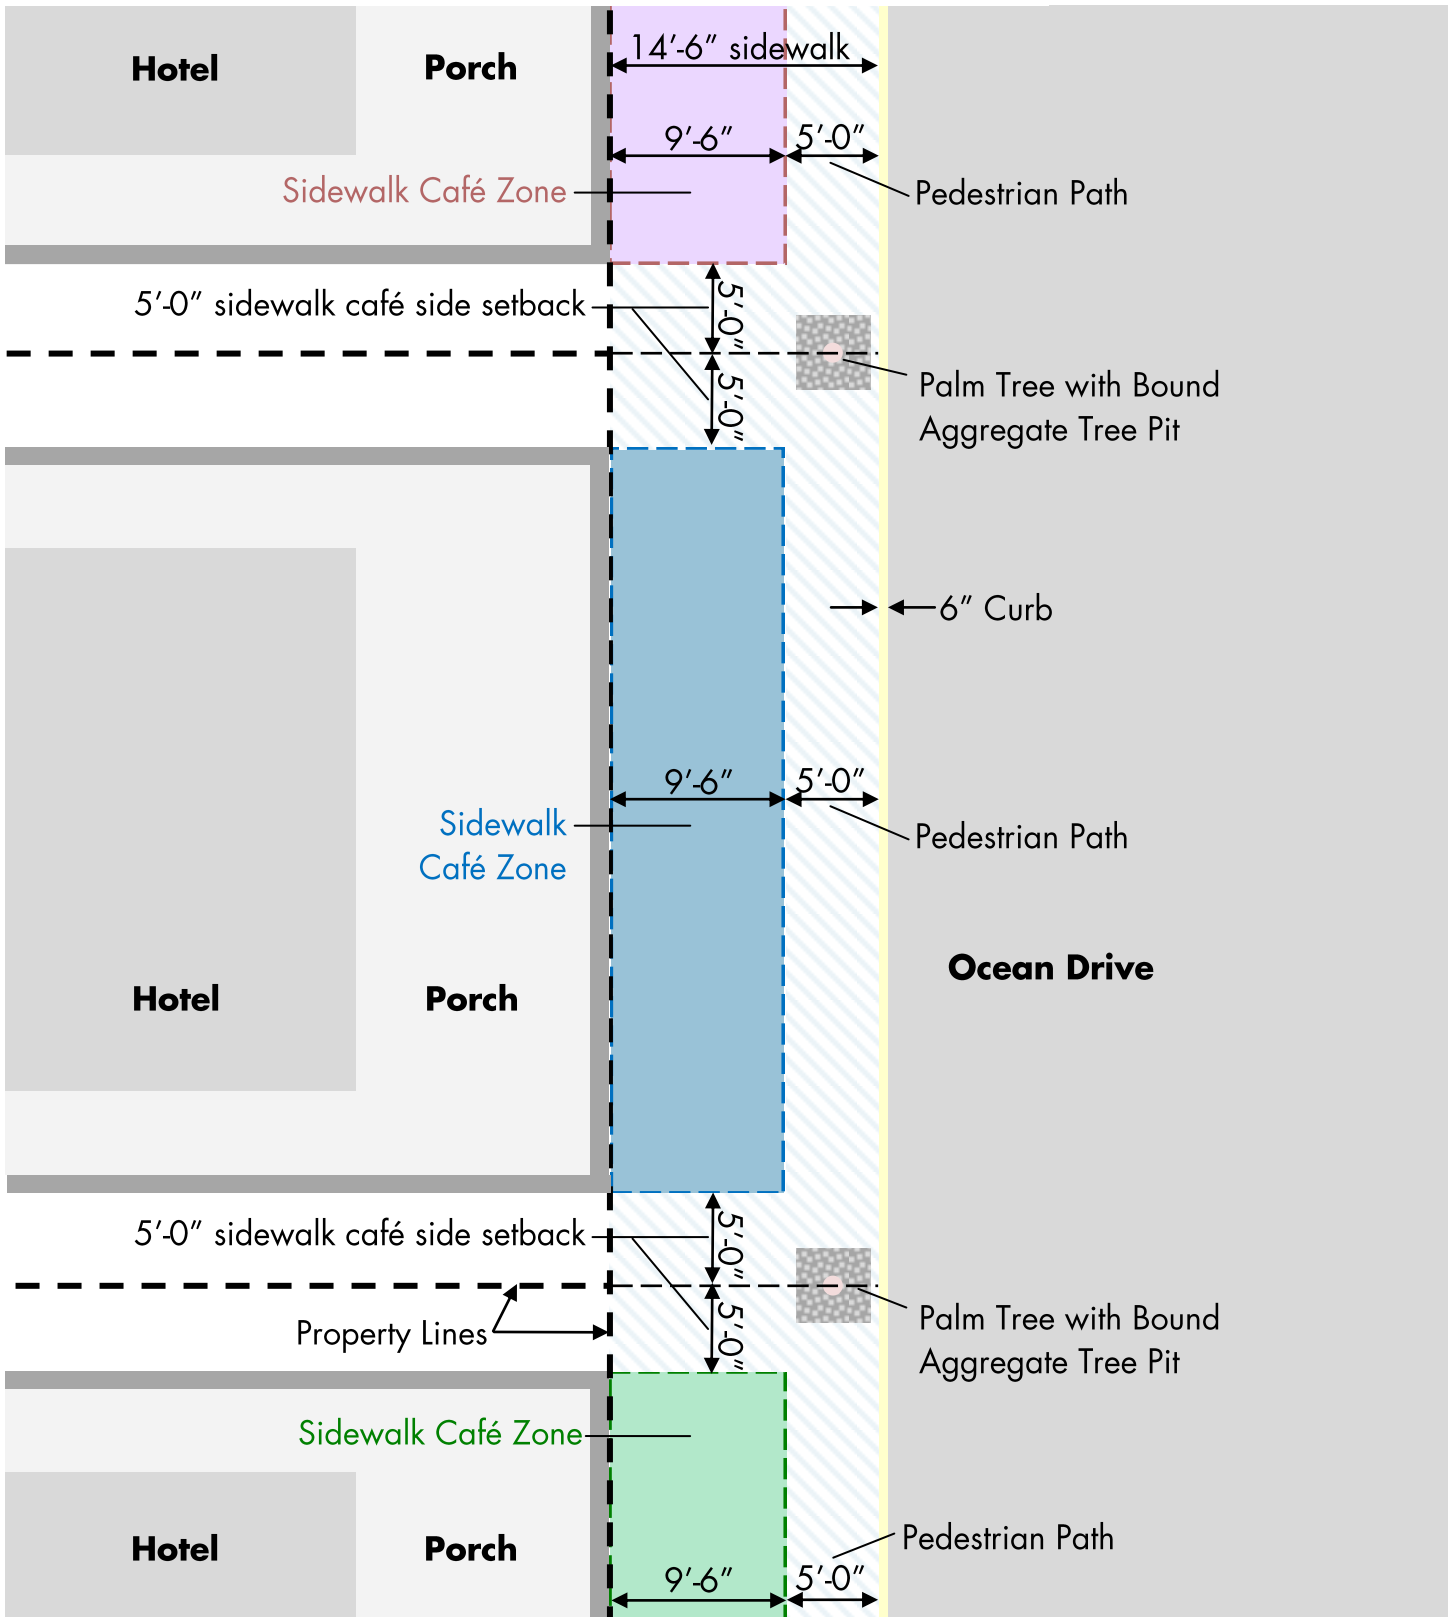 14′-6″ sidewalk
Hotel
Porch
9′-6″
5′-0″
Sidewalk Café Zone
Pedestrian Path
5′-0″ sidewalk café side setback
5′-0″
5′-0″
Palm Tree with Bound
Aggregate Tree Pit
6″ Curb
9′-6″
5′-0″
Sidewalk
Café Zone
Pedestrian Path
Ocean Drive
Hotel
Porch
5′-0″ sidewalk café side setback
5′-0″
5′-0″
Property Lines
Palm Tree with Bound
Aggregate Tree Pit
Sidewalk Café Zone
Hotel
Porch
Pedestrian Path
9′-6″
5′-0″